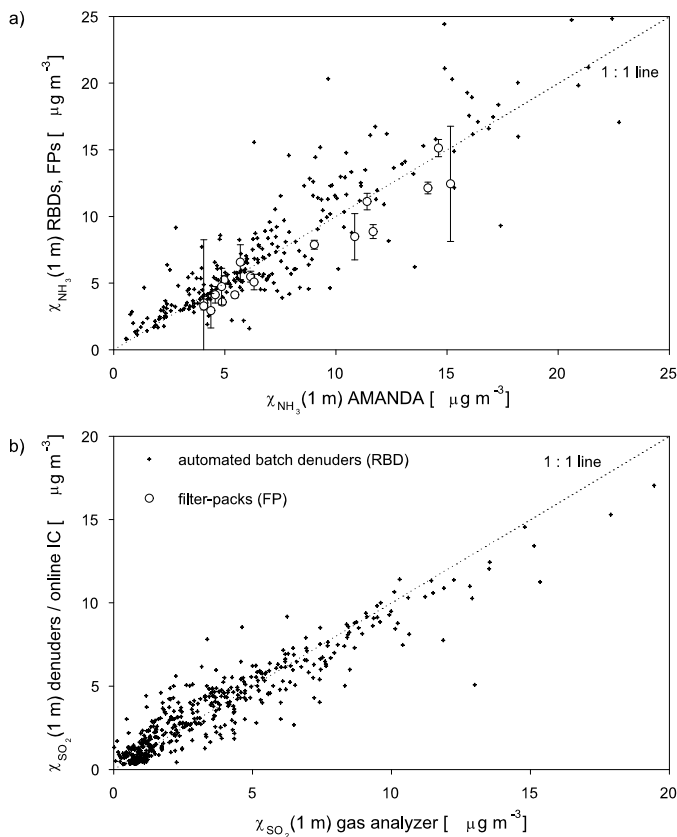 a)
25
20
15
10
5
0
χNH3(1 m) RBDs, FPs [ μg m-3]
1 : 1 line
0 5 10 15 20 25
χNH3(1 m) AMANDA [ μg m-3]
b)
20
15
10
5
0
χSO2(1 m) denuders / online IC [ μg m-3]
automated batch denuders (RBD)
filter-packs (FP)
1 : 1 line
0 5 10 15 20
χSO2(1 m) gas analyzer [ μg m-3]